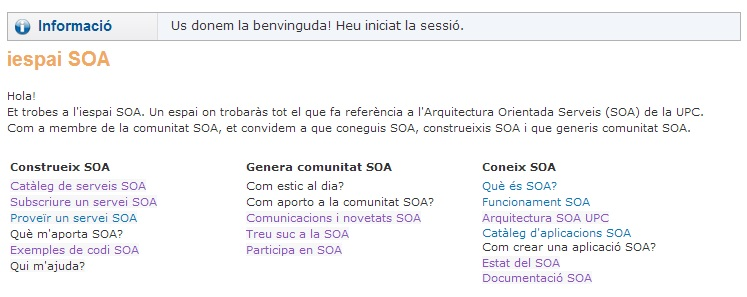 Informació
Us donem la benvinguda! Heu iniciat la sessió.
iespai SOA
Hola!
Et trobes a l'iespai SOA. Un espai on trobaràs tot el que fa referència a l'Arquitectura Orientada Serveis (SOA) de la UPC.
Com a membre de la comunitat SOA, et convidem a que coneguis SOA, construeixis SOA i que generis comunitat SOA.
Construeix SOA
Catàleg de serveis SOA
Subscriure un servei SOA
Proveïr un servei SOA
Què m'aporta SOA?
Exemples de codi SOA
Qui m'ajuda?
Genera comunitat SOA
Com estic al dia?
Com aporto a la comunitat SOA?
Comunicacions i novetats SOA
Treu suc a la SOA
Participa en SOA
Coneix SOA
Què és SOA?
Funcionament SOA
Arquitectura SOA UPC
Catàleg d'aplicacions SOA
Com crear una aplicació SOA?
Estat del SOA
Documentació SOA